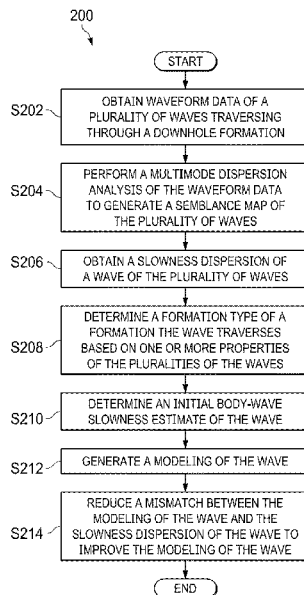 200
START
S202
OBTAIN WAVEFORM DATA OF A
PLURALITY OF WAVES TRAVERSING
THROUGH A DOWNHOLE FORMATION
S204
PERFORM A MULTIMODE DISPERSION
ANALYSIS OF THE WAVEFORM DATA
TO GENERATE A SEMBLANCE MAP
OF THE PLURALITY OF WAVES
S206
OBTAIN A SLOWNESS DISPERSION OF
A WAVE OF THE PLURALITY OF WAVES
S208
DETERMINE A FORMATION TYPE OF A
FORMATION THE WAVE TRAVERSES
BASED ON ONE OR MORE PROPERTIES
OF THE PLURALITIES OF THE WAVES
S210
DETERMINE AN INITIAL BODY-WAVE
SLOWNESS ESTIMATE OF THE WAVE
S212
GENERATE A MODELING OF THE WAVE
S214
REDUCE A MISMATCH BETWEEN THE
MODELING OF THE WAVE AND THE
SLOWNESS DISPERSION OF THE WAVE TO
IMPROVE THE MODELING OF THE WAVE
END